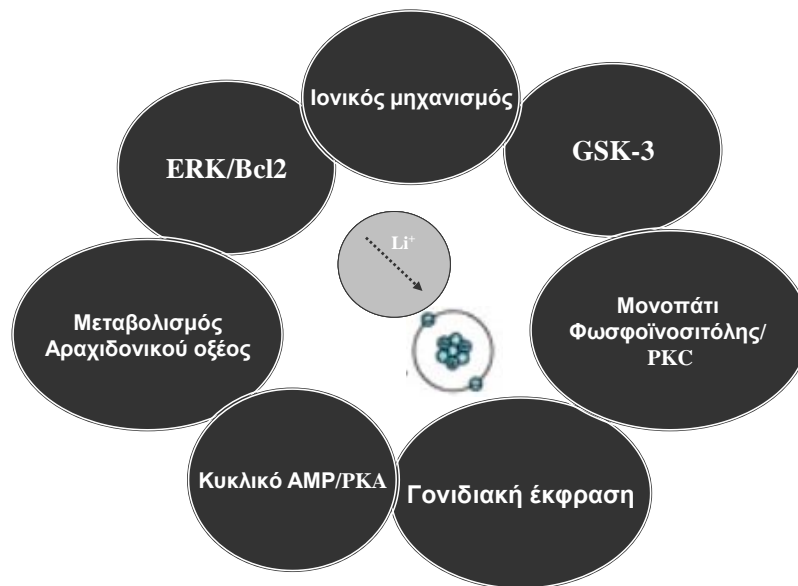 Ιονικός μηχανισμός
GSK-3
ERK/Bcl2
Li⁺
Μονοπάτι
Φωσφοϊνοσιτόλης/
PKC
Μεταβολισμός
Αραχιδονικού οξέος
Κυκλικό AMP/PKA
Γονιδιακή έκφραση